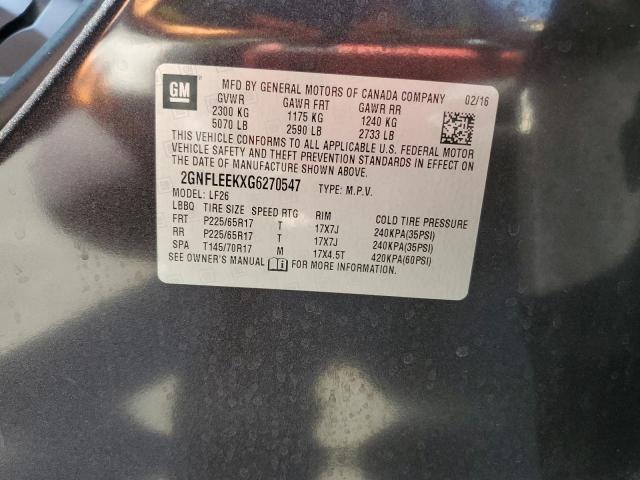 GM
MFD BY GENERAL MOTORS OF CANADA COMPANY 02/16
GVWR GAWR FRT GAWR RR
2300 KG 1175 KG 1240 KG
5070 LB 2590 LB 2733 LB
THIS VEHICLE CONFORMS TO ALL APPLICABLE U.S. FEDERAL MOTOR
VEHICLE SAFETY AND THEFT PREVENTION STANDARDS IN EFFECT ON
THE DATE OF MANUFACTURE SHOWN ABOVE.
2GNFLEEKXG6270547 TYPE: M.P.V.
MODEL: LF26
LBBQ TIRE SIZE SPEED RTG RIM COLD TIRE PRESSURE
FRT P225/65R17 T 17X7J 240KPA(35PSI)
RR P225/65R17 T 17X7J 240KPA(35PSI)
SPA T145/70R17 M 17X4.5T 420KPA(60PSI)
SEE OWNER'S MANUAL FOR MORE INFORMATION.